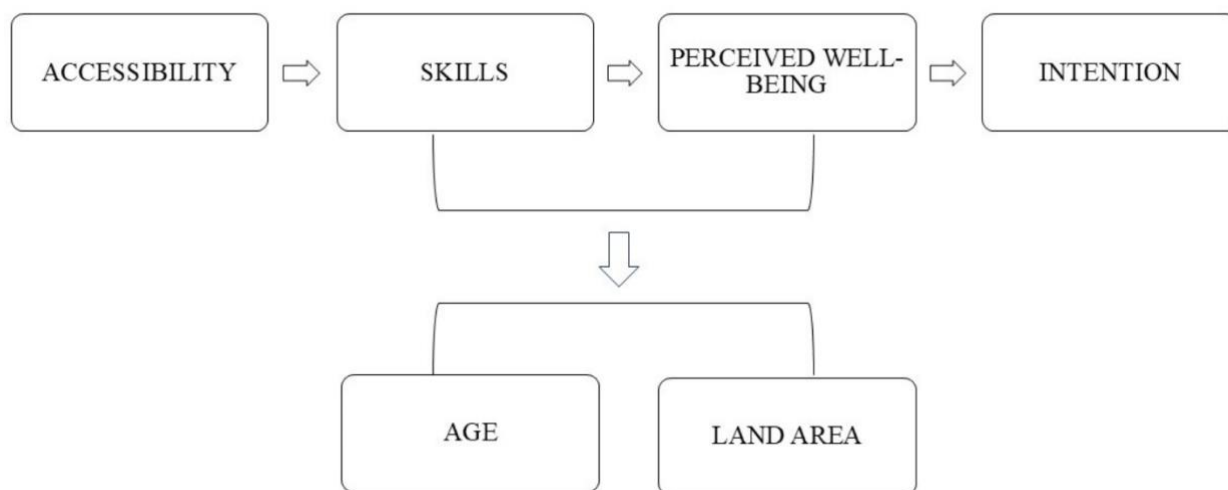 ACCESSIBILITY
SKILLS
PERCEIVED WELL-
BEING
INTENTION
AGE
LAND AREA